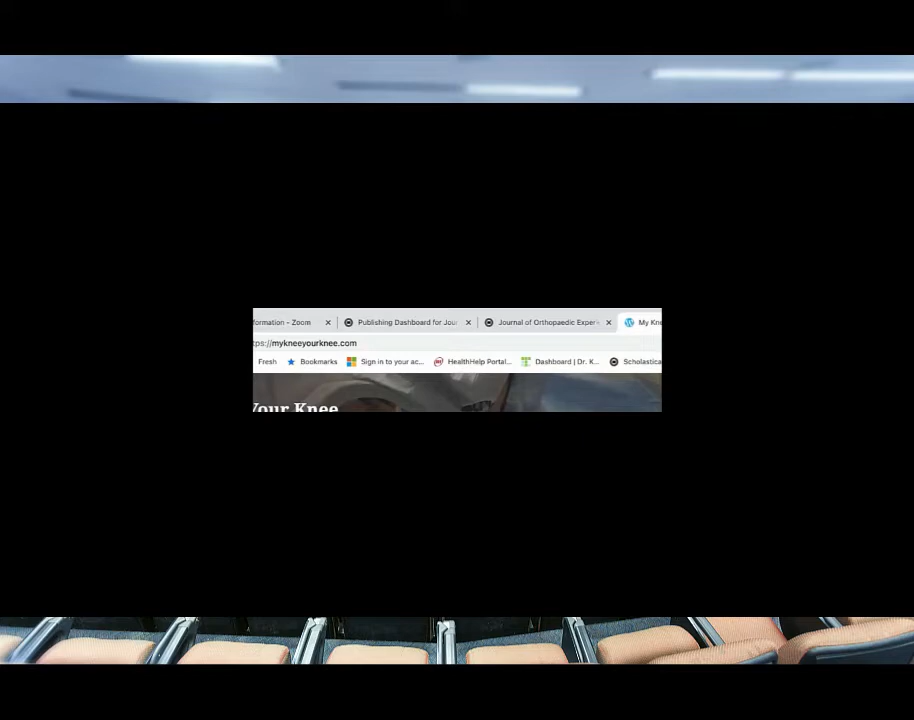 formation - Zoom × Publishing Dashboard for Jour × Journal of Orthopaedic Exper × My Kne
tps://mykneeyourknee.com
Fresh Bookmarks Sign in to your ac... HealthHelp Portal... Dashboard | Dr. K... Scholastica
Your Knee